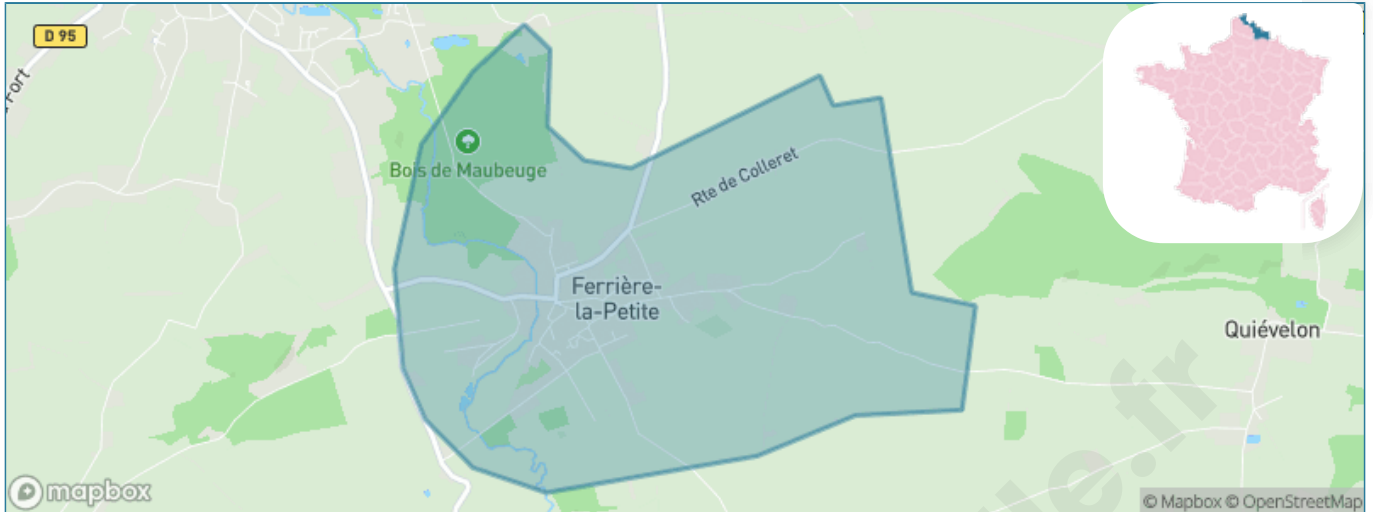 D 95
Fort
Bois de Maubeuge
Rte de Colleret
Ferrière-
la-Petite
Quiévelon
mapbox
© Mapbox © OpenStreetMap